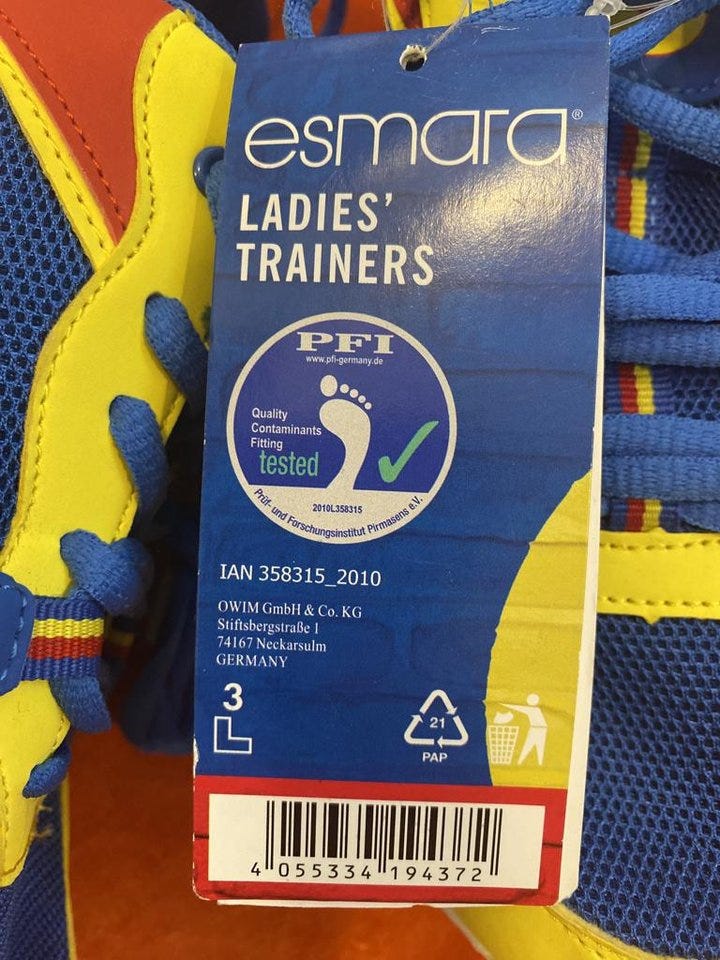 esmara®
LADIES'
TRAINERS
PFI
www.pfi-germany.de
Quality
Contaminants
Fitting
tested
2010L358315
Prüf- und Forschungsinstitut Pirmasens e.V.
IAN 358315_2010
OWIM GmbH & Co. KG
Stiftsbergstraße 1
74167 Neckarsulm
GERMANY
3
21
PAP
4 055334 194372